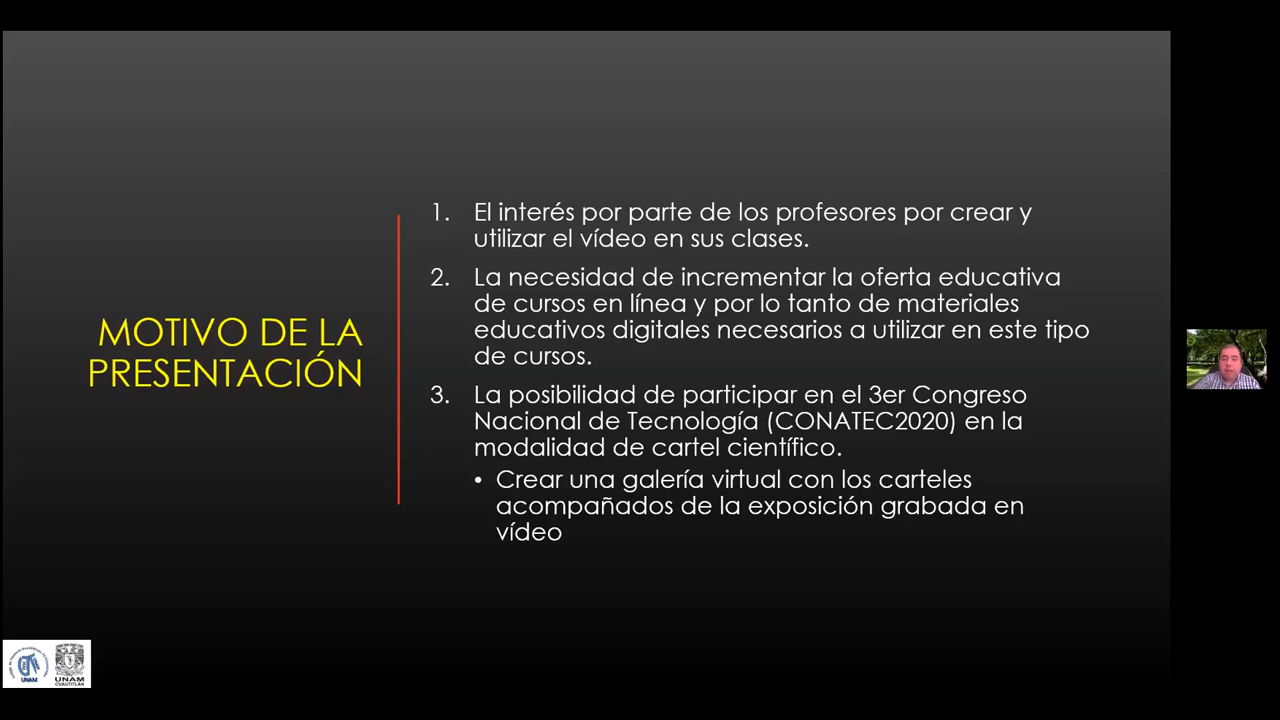 MOTIVO DE LA
PRESENTACIÓN
1. El interés por parte de los profesores por crear y
utilizar el vídeo en sus clases.
2. La necesidad de incrementar la oferta educativa
de cursos en línea y por lo tanto de materiales
educativos digitales necesarios a utilizar en este tipo
de cursos.
3. La posibilidad de participar en el 3er Congreso
Nacional de Tecnología (CONATEC2020) en la
modalidad de cartel científico.
• Crear una galería virtual con los carteles
acompañados de la exposición grabada en
vídeo
UNAM
UNAM
CUAUTITLÁN